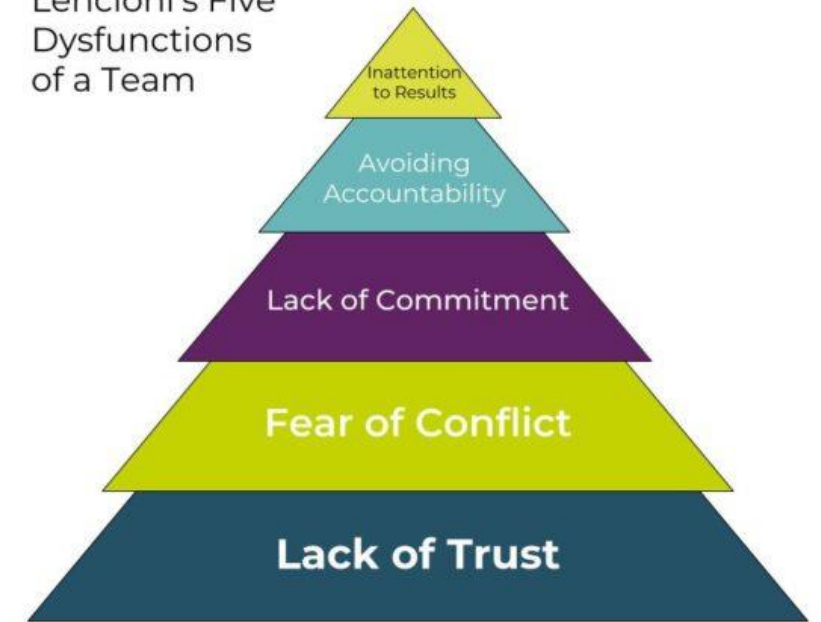 Lencioni's Five
Dysfunctions
of a Team
Inattention
to Results
Avoiding
Accountability
Lack of Commitment
Fear of Conflict
Lack of Trust